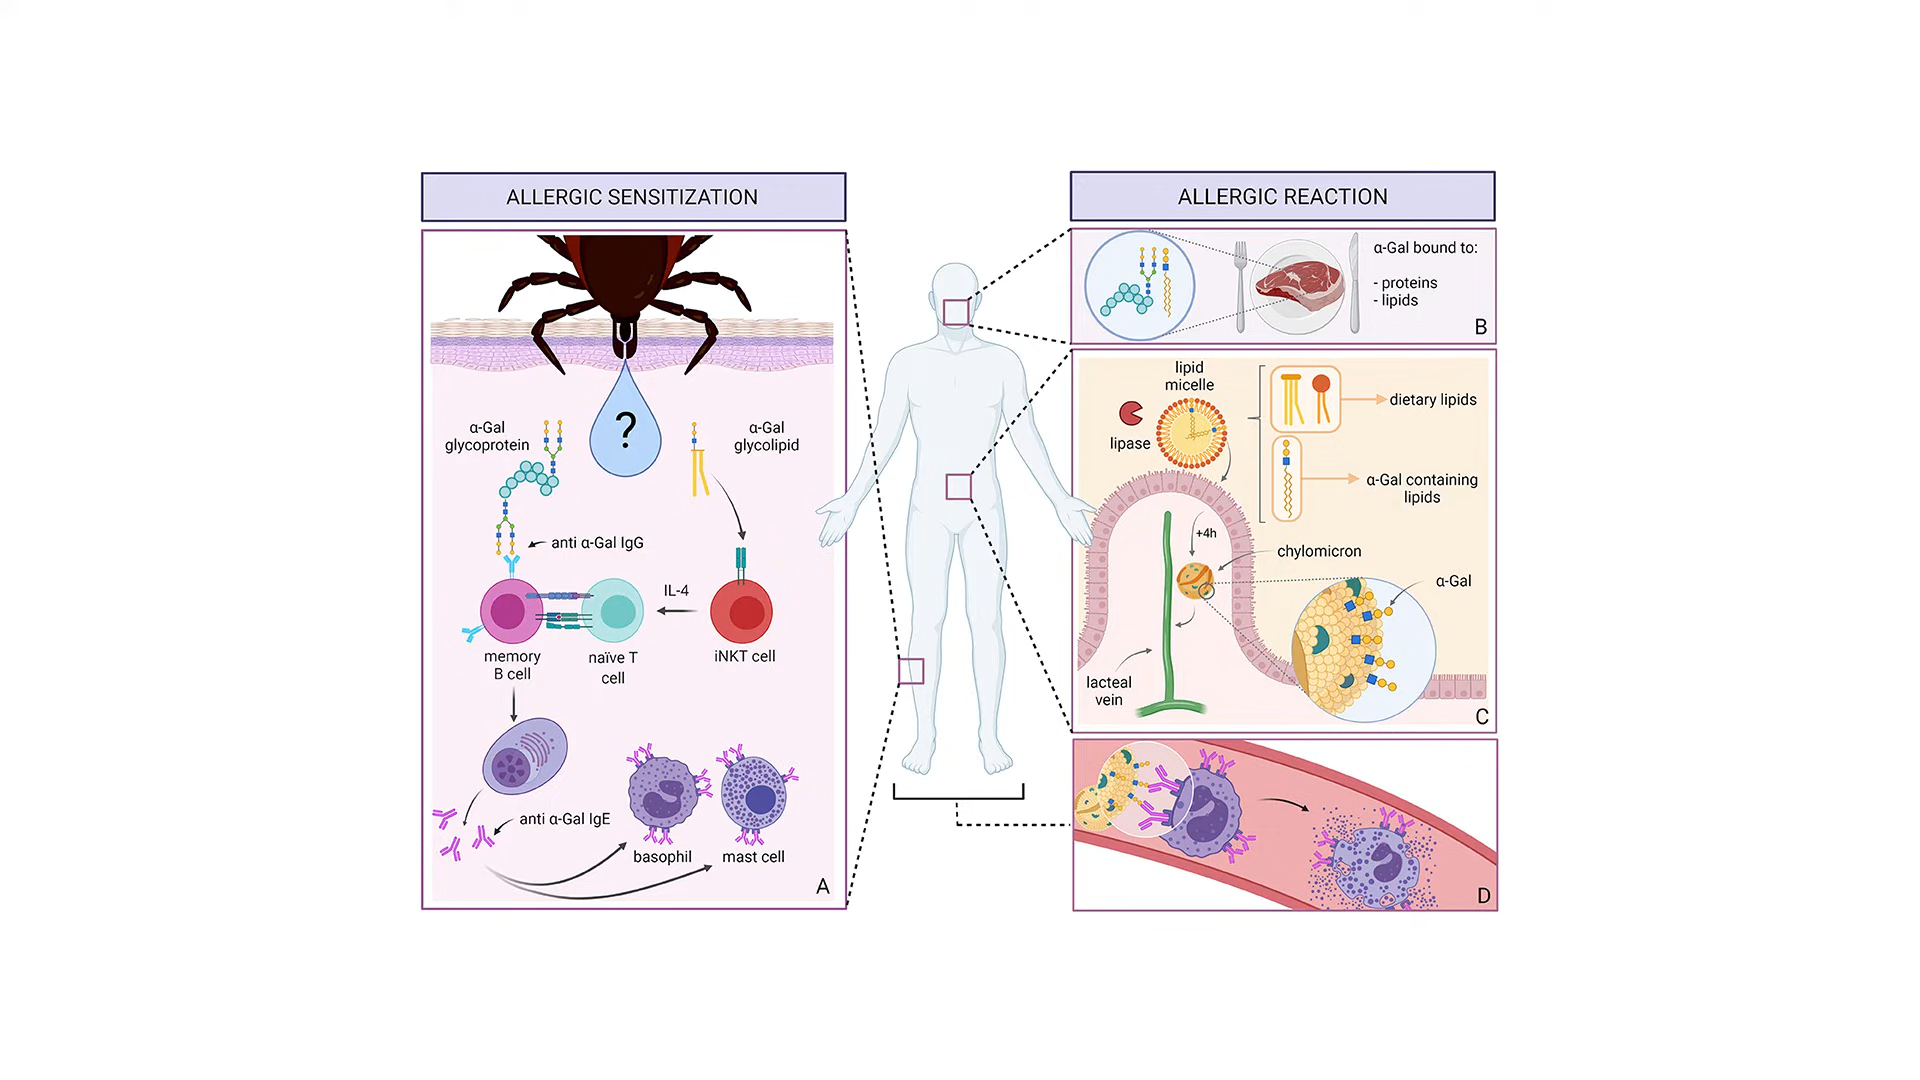 ALLERGIC SENSITIZATION
?
α-Gal
glycoprotein
α-Gal
glycolipid
anti α-Gal IgG
IL-4
memory
B cell
naïve T
cell
iNKT cell
anti α-Gal IgE
basophil
mast cell
A
ALLERGIC REACTION
α-Gal bound to:
- proteins
- lipids
B
lipid
micelle
lipase
dietary lipids
α-Gal containing
lipids
+4h
chylomicron
α-Gal
lacteal
vein
C
D